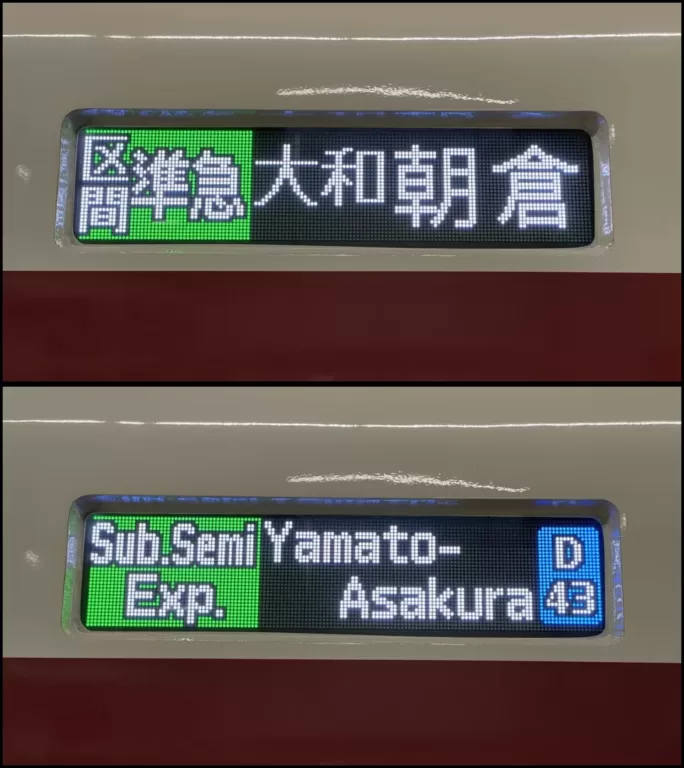 区間準急 大和朝倉
Sub.Semi Yamato- D
Exp. Asakura 43